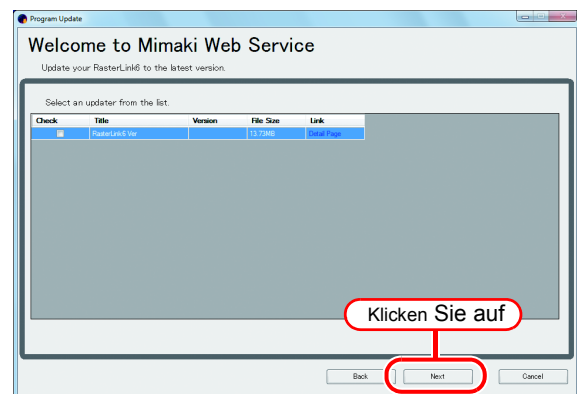 Program Update
Welcome to Mimaki Web Service
Update your RasterLink6 to the latest version.
Select an updater from the list.
Check Title Version File Size Link
RasterLink6 Ver 13.73MB Detail Page
Klicken Sie auf
Back Next Cancel